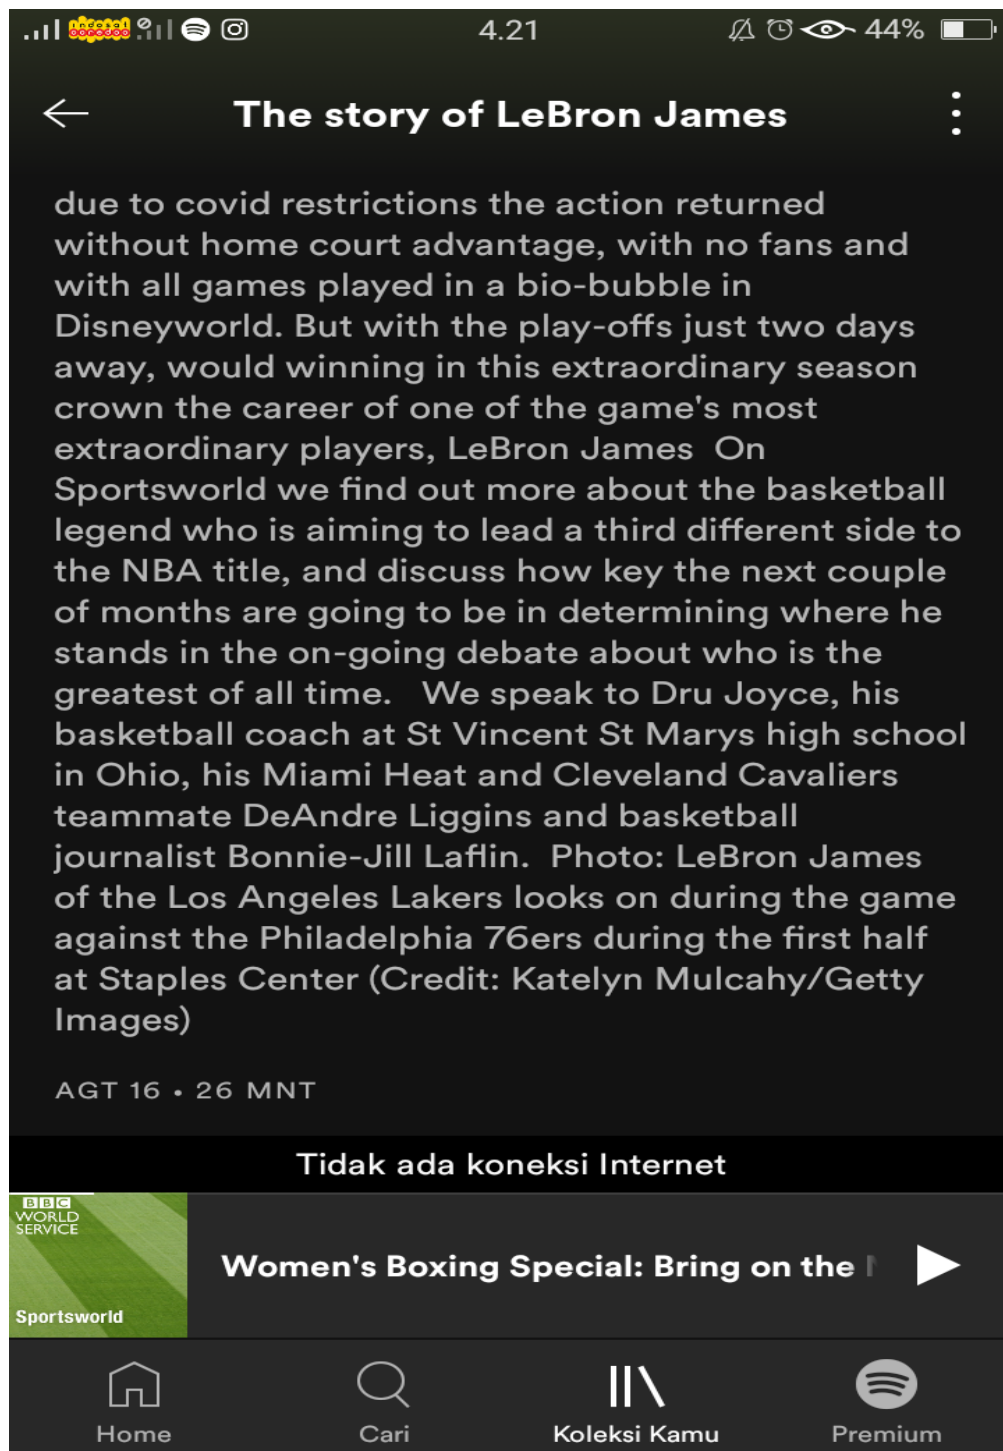 indosat
ooredoo
4.21
44%
The story of LeBron James
due to covid restrictions the action returned
without home court advantage, with no fans and
with all games played in a bio-bubble in
Disneyworld. But with the play-offs just two days
away, would winning in this extraordinary season
crown the career of one of the game's most
extraordinary players, LeBron James  On
Sportsworld we find out more about the basketball
legend who is aiming to lead a third different side to
the NBA title, and discuss how key the next couple
of months are going to be in determining where he
stands in the on-going debate about who is the
greatest of all time.   We speak to Dru Joyce, his
basketball coach at St Vincent St Marys high school
in Ohio, his Miami Heat and Cleveland Cavaliers
teammate DeAndre Liggins and basketball
journalist Bonnie-Jill Laflin.  Photo: LeBron James
of the Los Angeles Lakers looks on during the game
against the Philadelphia 76ers during the first half
at Staples Center (Credit: Katelyn Mulcahy/Getty
Images)
AGT 16 • 26 MNT
Tidak ada koneksi Internet
BBC
WORLD
SERVICE
Sportsworld
Women's Boxing Special: Bring on the
Home
Cari
Koleksi Kamu
Premium